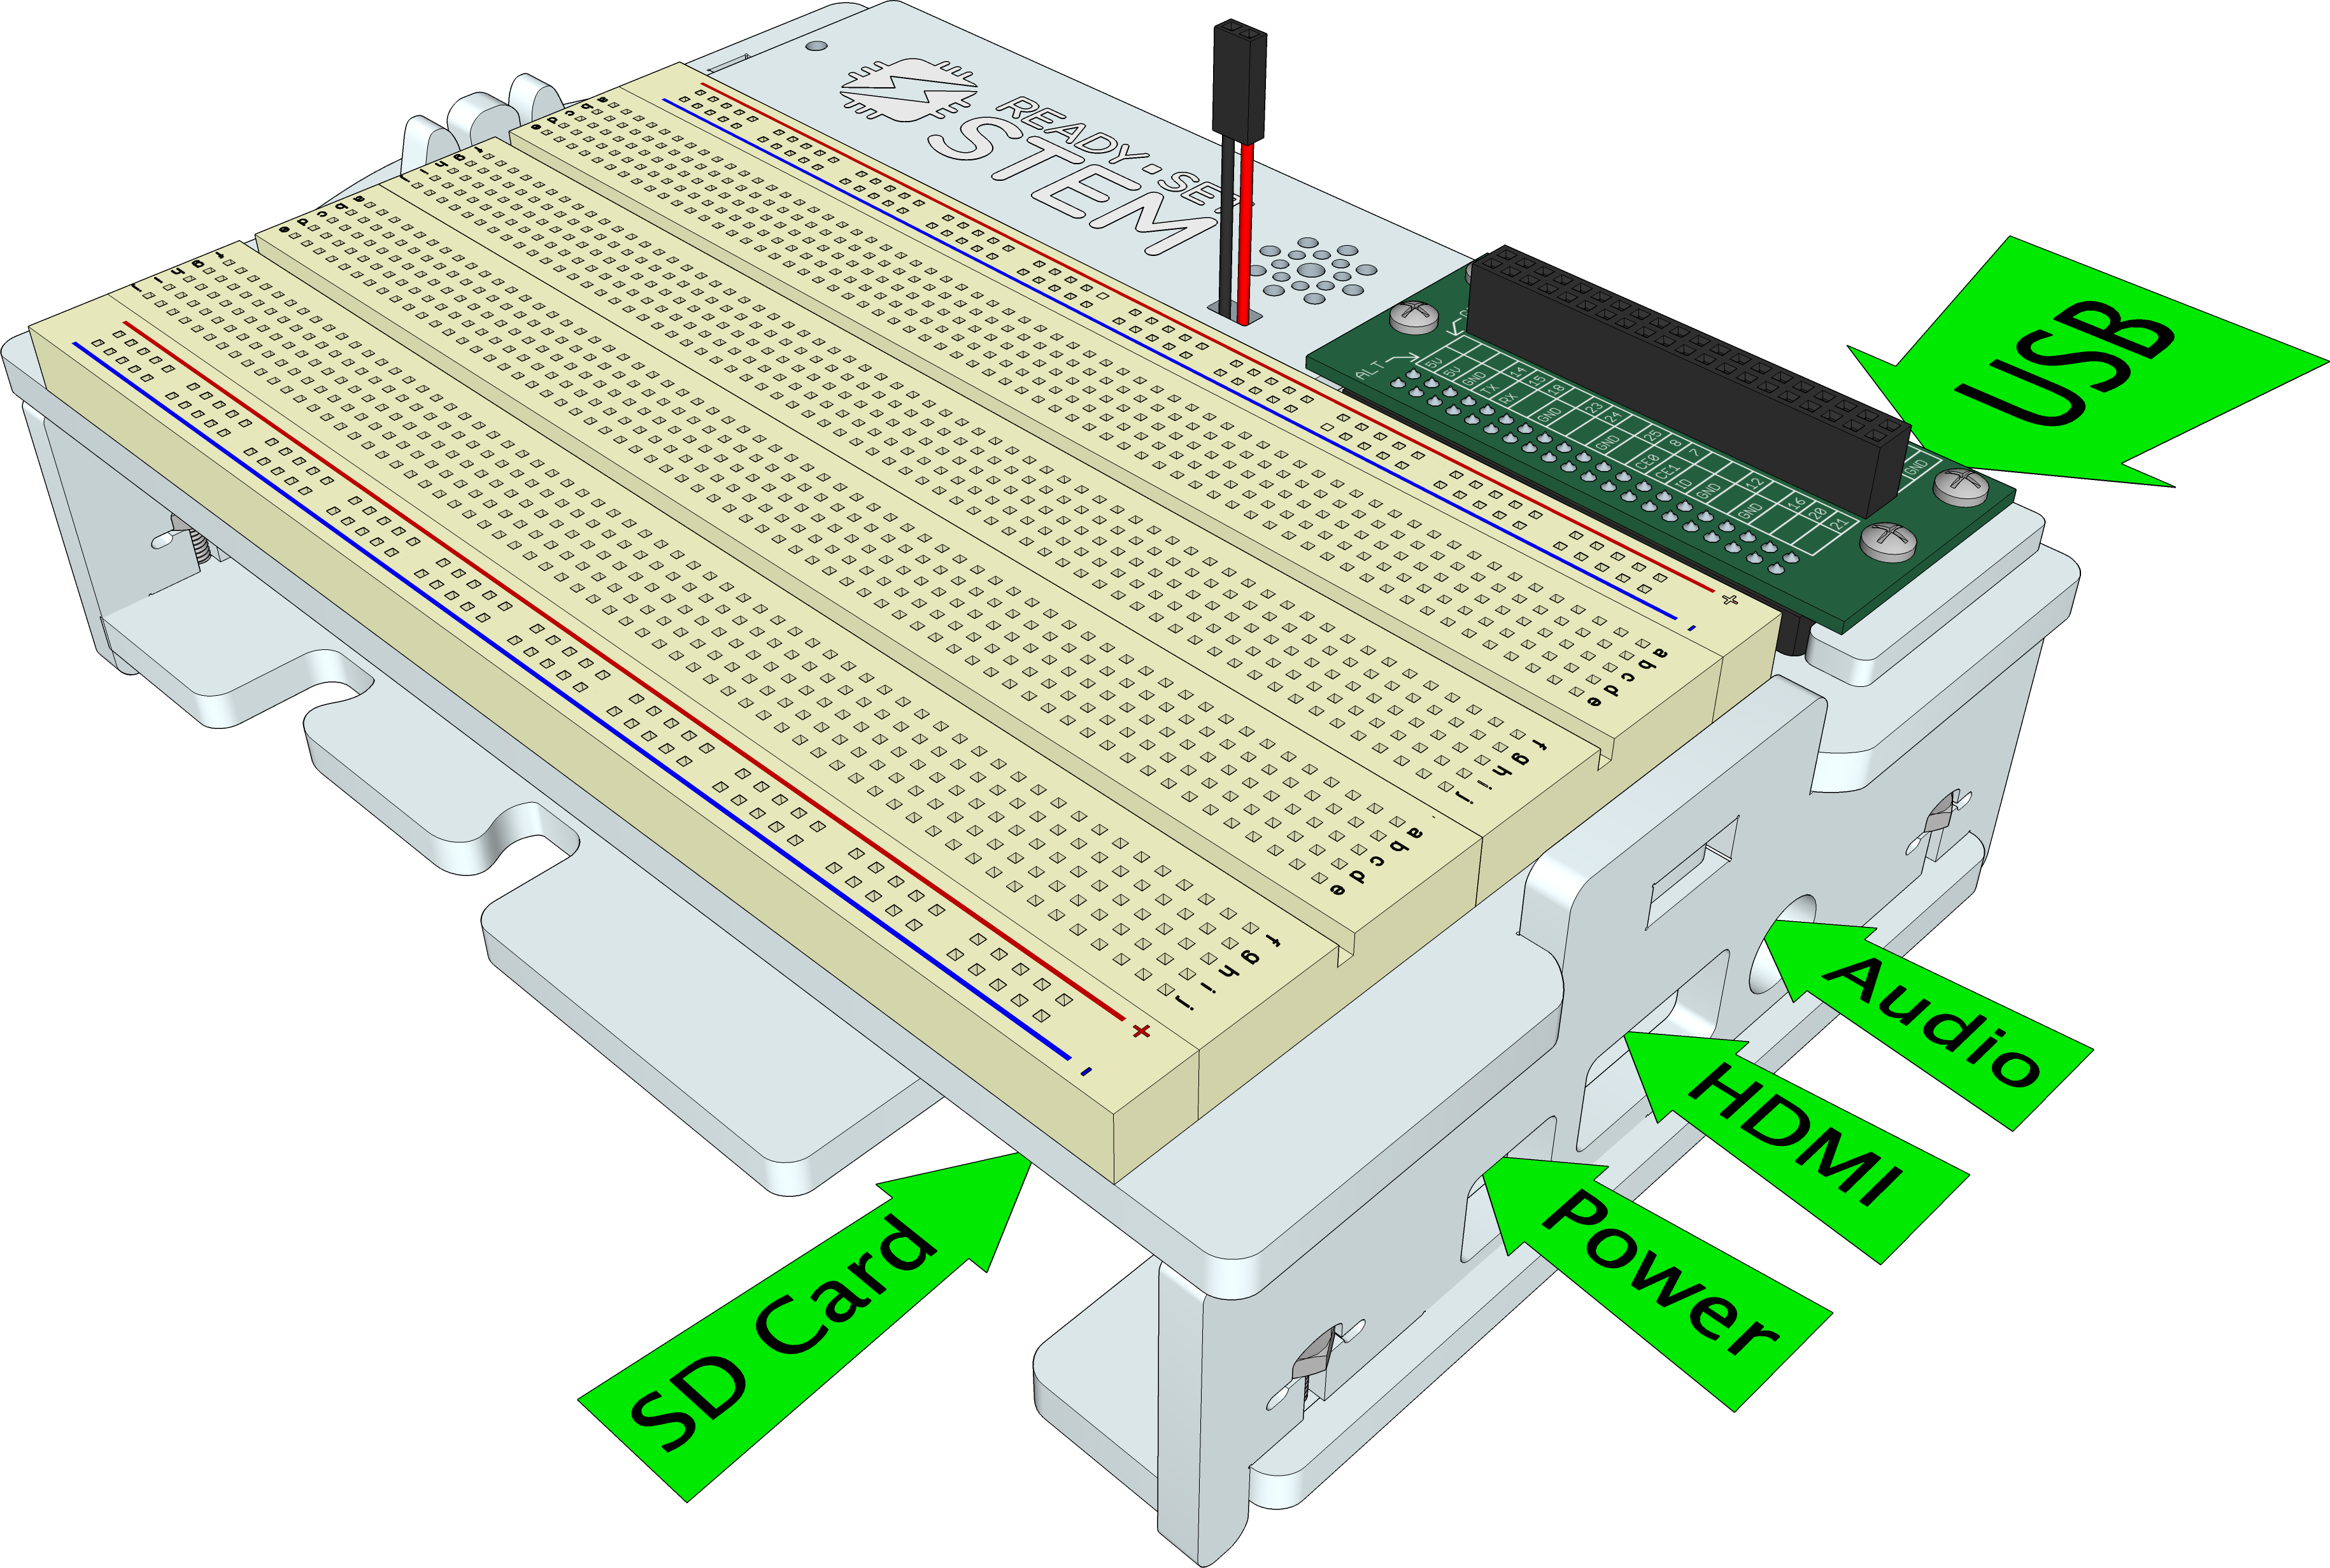 READY·SET
STEM
USB
ALT
5V
5V
GND
14
TX
15
RX
18
GND
23
24
GND
25
CE0
8
CE1
7
ID
GND
12
GND
16
20
21
GND
a
b
c
d
e
f
g
h
i
j
a
b
c
d
e
f
g
h
i
j
+
-
+
-
Audio
HDMI
Power
SD Card